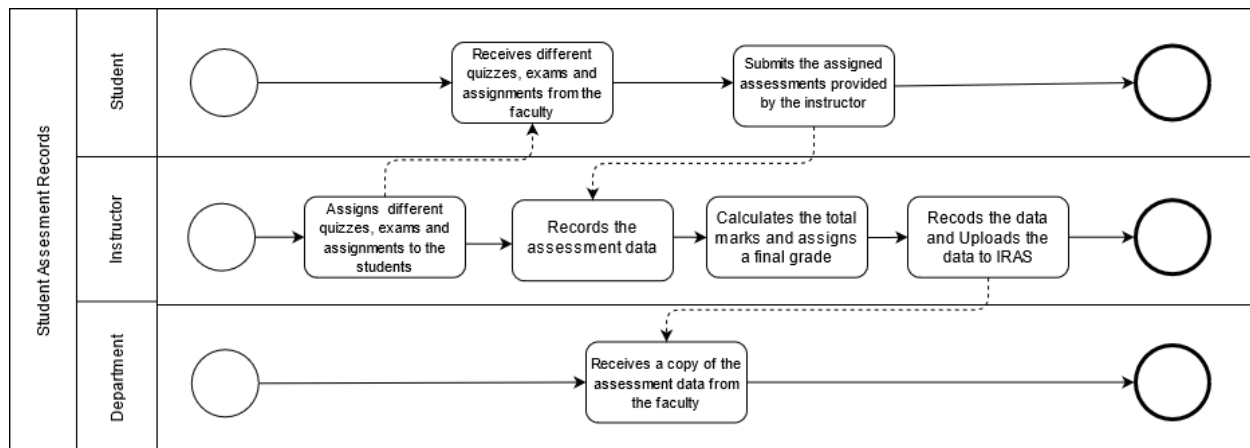 Student Assesment Records
Student
Receives different
quizzes, exams and
assignments from the
faculty
Submits the assigned
assessments provided
by the instructor
Instructor
Assigns different
quizzes, exams and
assignments to the
students
Records the
assessment data
Calculates the total
marks and assigns
a final grade
Recods the data
and Uploads the
data to IRAS
Department
Receives a copy of the
assessment data from
the faculty